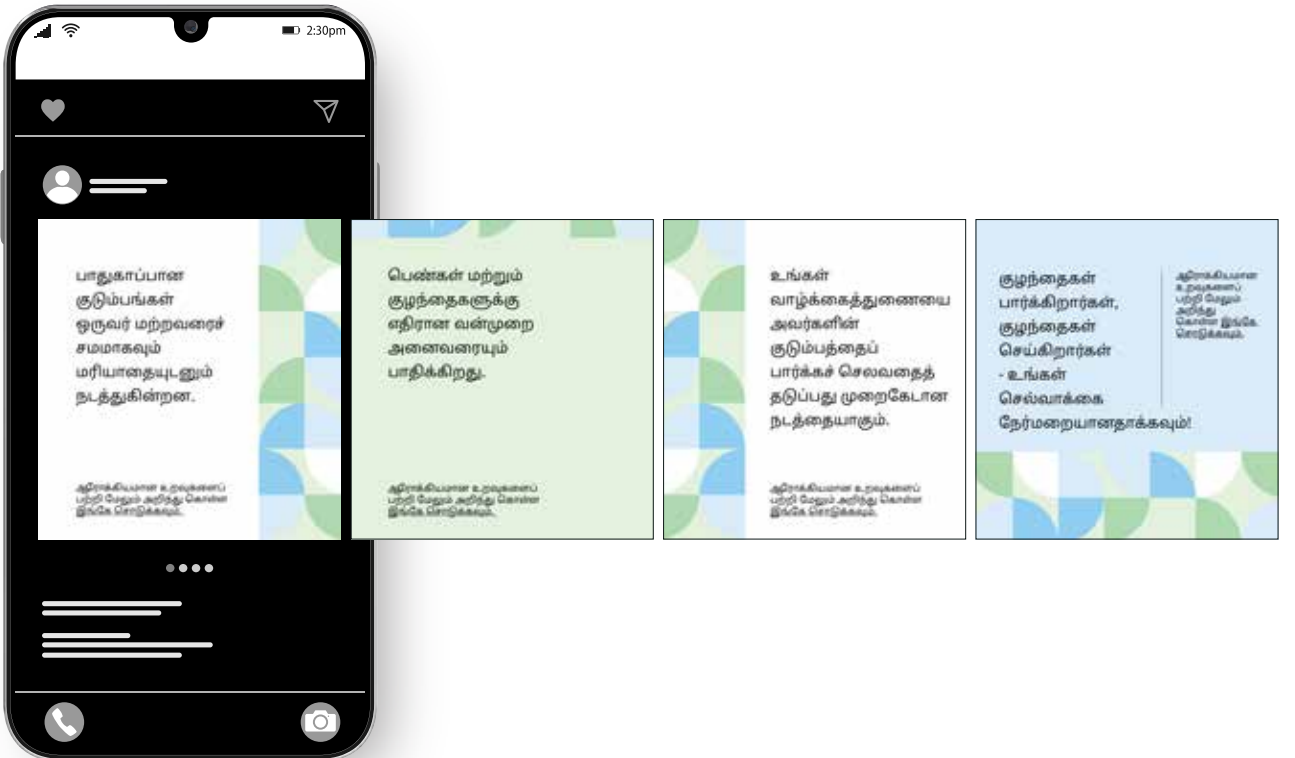 2:30pm
பாதுகாப்பான
குடும்பங்கள்
ஒருவர் மற்றவரைச்
சமமாகவும்
மரியாதையுடனும்
நடத்துகின்றன.
ஆரோக்கியமான உறவுகளைப்
பற்றி மேலும் அறிந்து கொள்ள
இங்கே சொடுக்கவும்.
பெண்கள் மற்றும்
குழந்தைகளுக்கு
எதிரான வன்முறை
அனைவரையும்
பாதிக்கிறது.
ஆரோக்கியமான உறவுகளைப்
பற்றி மேலும் அறிந்து கொள்ள
இங்கே சொடுக்கவும்.
உங்கள்
வாழ்க்கைத்துணையை
அவர்களின்
குடும்பத்தைப்
பார்க்கச் செலவதைத்
தடுப்பது முறைகேடான
நடத்தையாகும்.
ஆரோக்கியமான உறவுகளைப்
பற்றி மேலும் அறிந்து கொள்ள
இங்கே சொடுக்கவும்.
குழந்தைகள்
பார்க்கிறார்கள்,
குழந்தைகள்
செய்கிறார்கள்
- உங்கள்
செல்வாக்கை
நேர்மறையானதாக்கவும்!
ஆரோக்கியமான
உறவுகளைப்
பற்றி மேலும்
அறிந்து
கொள்ள இங்கே
சொடுக்கவும்.